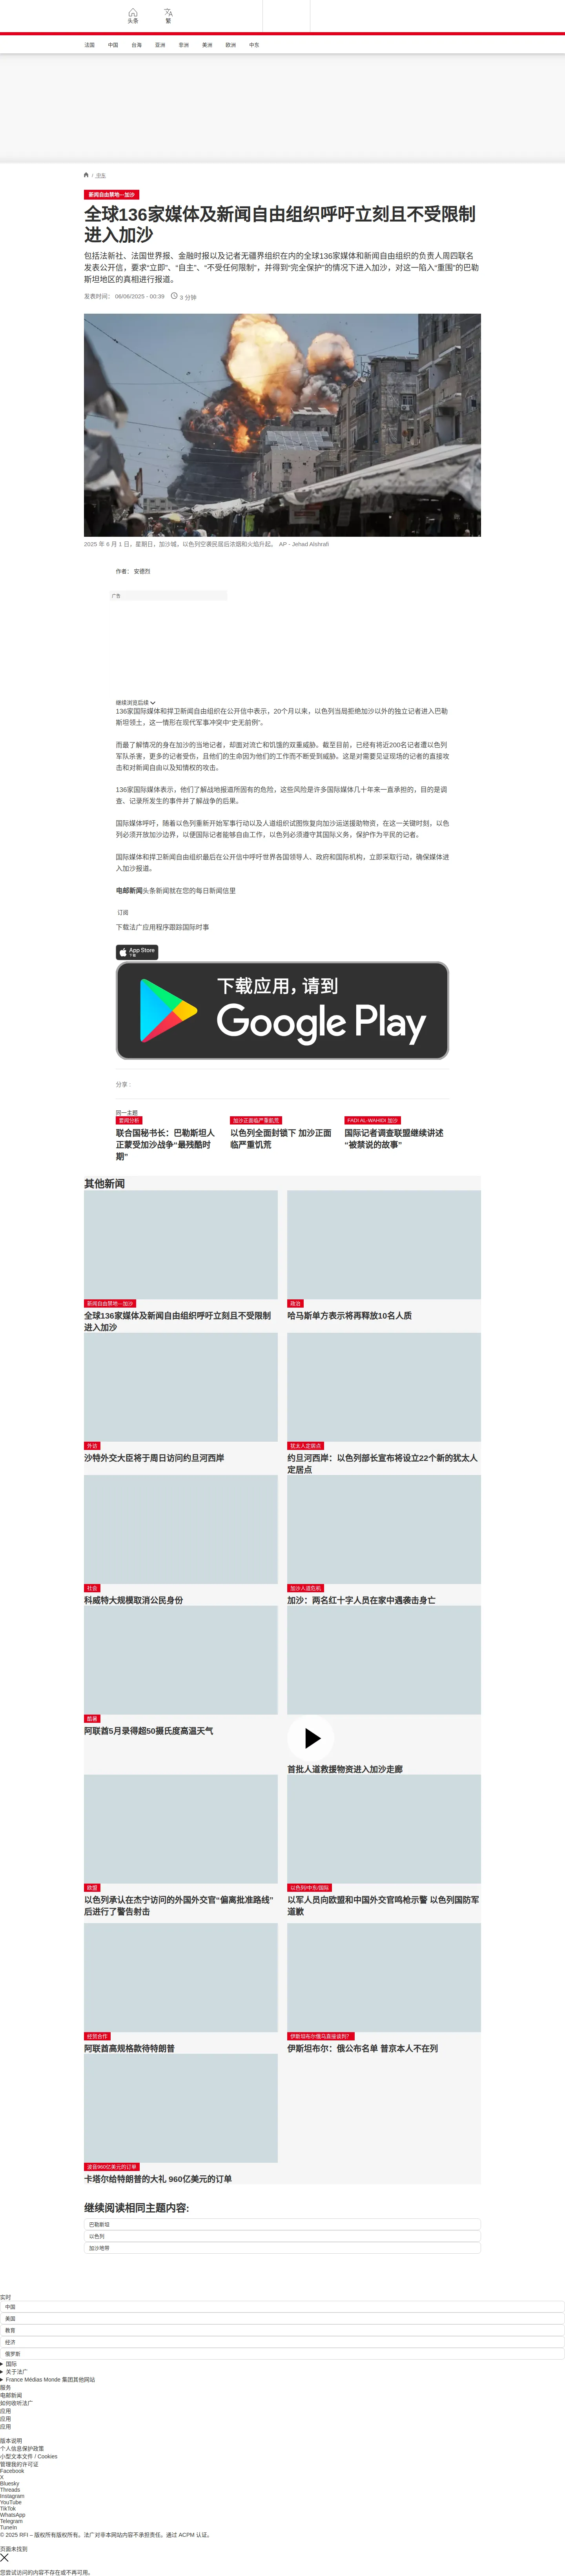 头条
繁
法国
中国
台海
亚洲
非洲
美洲
欧洲
中东
/ 中东
新闻自由禁地--加沙
全球136家媒体及新闻自由组织呼吁立刻且不受限制
进入加沙
包括法新社、法国世界报、金融时报以及记者无疆界组织在内的全球136家媒体和新闻自由组织的负责人周四联名
发表公开信，要求“立即”、“自主”、“不受任何限制”，并得到“完全保护”的情况下进入加沙，对这一陷入“重围”的巴勒
斯坦地区的真相进行报道。
发表时间： 06/06/2025 - 00:39
3 分钟
2025 年 6 月 1 日，星期日，加沙城，以色列空袭民居后浓烟和火焰升起。 AP - Jehad Alshrafi
作者： 安德烈
广告
继续浏览后续
136家国际媒体和捍卫新闻自由组织在公开信中表示，20个月以来，以色列当局拒绝加沙以外的独立记者进入巴勒
斯坦领土，这一情形在现代军事冲突中“史无前例”。
而最了解情况的身在加沙的当地记者，却面对流亡和饥饿的双重威胁。截至目前，已经有将近200名记者遭以色列
军队杀害，更多的记者受伤，且他们的生命因为他们的工作而不断受到威胁。这是对需要见证现场的记者的直接攻
击和对新闻自由以及知情权的攻击。
136家国际媒体表示，他们了解战地报道所固有的危险，这些风险是许多国际媒体几十年来一直承担的，目的是调
查、记录所发生的事件并了解战争的后果。
国际媒体呼吁，随着以色列重新开始军事行动以及人道组织试图恢复向加沙运送援助物资，在这一关键时刻，以色
列必须开放加沙边界，以便国际记者能够自由工作，以色列必须遵守其国际义务，保护作为平民的记者。
国际媒体和捍卫新闻自由组织最后在公开信中呼吁世界各国领导人、政府和国际机构，立即采取行动，确保媒体进
入加沙报道。
电邮新闻头条新闻就在您的每日新闻信里
订阅
下载法广应用程序跟踪国际时事
App Store
下载
下载应用，请到
Google Play
分享 :
同一主题
要闻分析
联合国秘书长：巴勒斯坦人
正蒙受加沙战争“最残酷时
期”
加沙正面临严重饥荒
以色列全面封锁下 加沙正面
临严重饥荒
FADI AL-WAHIDI 加沙
国际记者调查联盟继续讲述
“被禁说的故事”
其他新闻
新闻自由禁地--加沙
全球136家媒体及新闻自由组织呼吁立刻且不受限制
进入加沙
政治
哈马斯单方表示将再释放10名人质
外访
沙特外交大臣将于周日访问约旦河西岸
犹太人定居点
约旦河西岸：以色列部长宣布将设立22个新的犹太人
定居点
社会
科威特大规模取消公民身份
加沙人道危机
加沙：两名红十字人员在家中遇袭击身亡
酷暑
阿联酋5月录得超50摄氏度高温天气
首批人道救援物资进入加沙走廊
欧盟
以色列承认在杰宁访问的外国外交官“偏离批准路线”
后进行了警告射击
以色列/中东/国际
以军人员向欧盟和中国外交官鸣枪示警 以色列国防军
道歉
经贸合作
阿联酋高规格款待特朗普
伊斯坦布尔俄乌直接谈判?
伊斯坦布尔：俄公布名单 普京本人不在列
波音960亿美元的订单
卡塔尔给特朗普的大礼 960亿美元的订单
继续阅读相同主题内容:
巴勒斯坦
以色列
加沙地带
实时
中国
美国
教育
经济
俄罗斯
国际
关于法广
France Médias Monde 集团其他网站
服务
电邮新闻
如何收听法广
应用
应用
应用
版本说明
个人信息保护政策
小型文本文件 / Cookies
管理我的许可证
Facebook
X
Bluesky
Threads
Instagram
YouTube
TikTok
WhatsApp
Telegram
TuneIn
© 2025 RFI – 版权所有版权所有。法广对非本网站内容不承担责任。通过 ACPM 认证。
页面未找到
您尝试访问的内容不存在或不再可用。